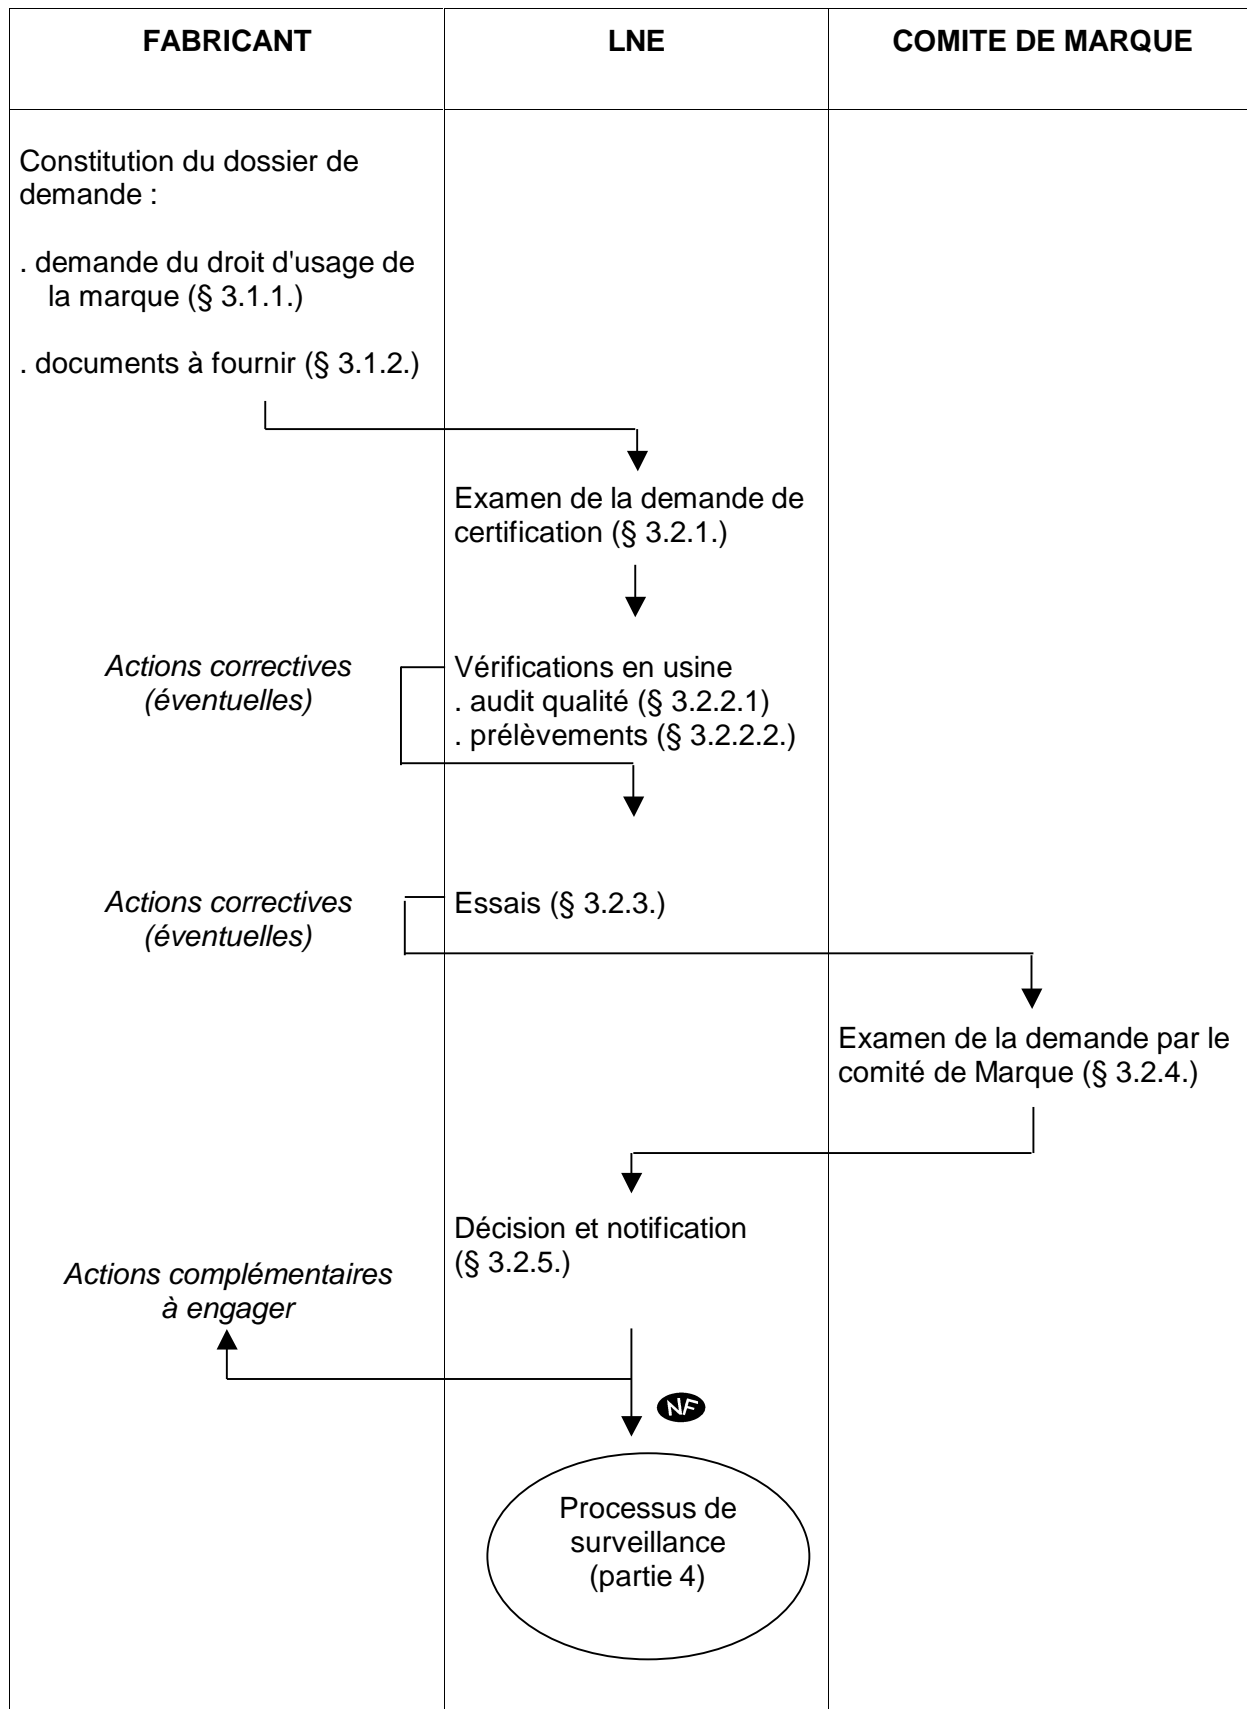 FABRICANT
LNE
COMITE DE MARQUE
Constitution du dossier de
demande :
. demande du droit d'usage de
la marque (§ 3.1.1.)
. documents à fournir (§ 3.1.2.)
Examen de la demande de
certification (§ 3.2.1.)
Actions correctives
(éventuelles)
Vérifications en usine
. audit qualité (§ 3.2.2.1)
. prélèvements (§ 3.2.2.2.)
Actions correctives
(éventuelles)
Essais (§ 3.2.3.)
Examen de la demande par le
comité de Marque (§ 3.2.4.)
Décision et notification
(§ 3.2.5.)
Actions complémentaires
à engager
NF
Processus de
surveillance
(partie 4)